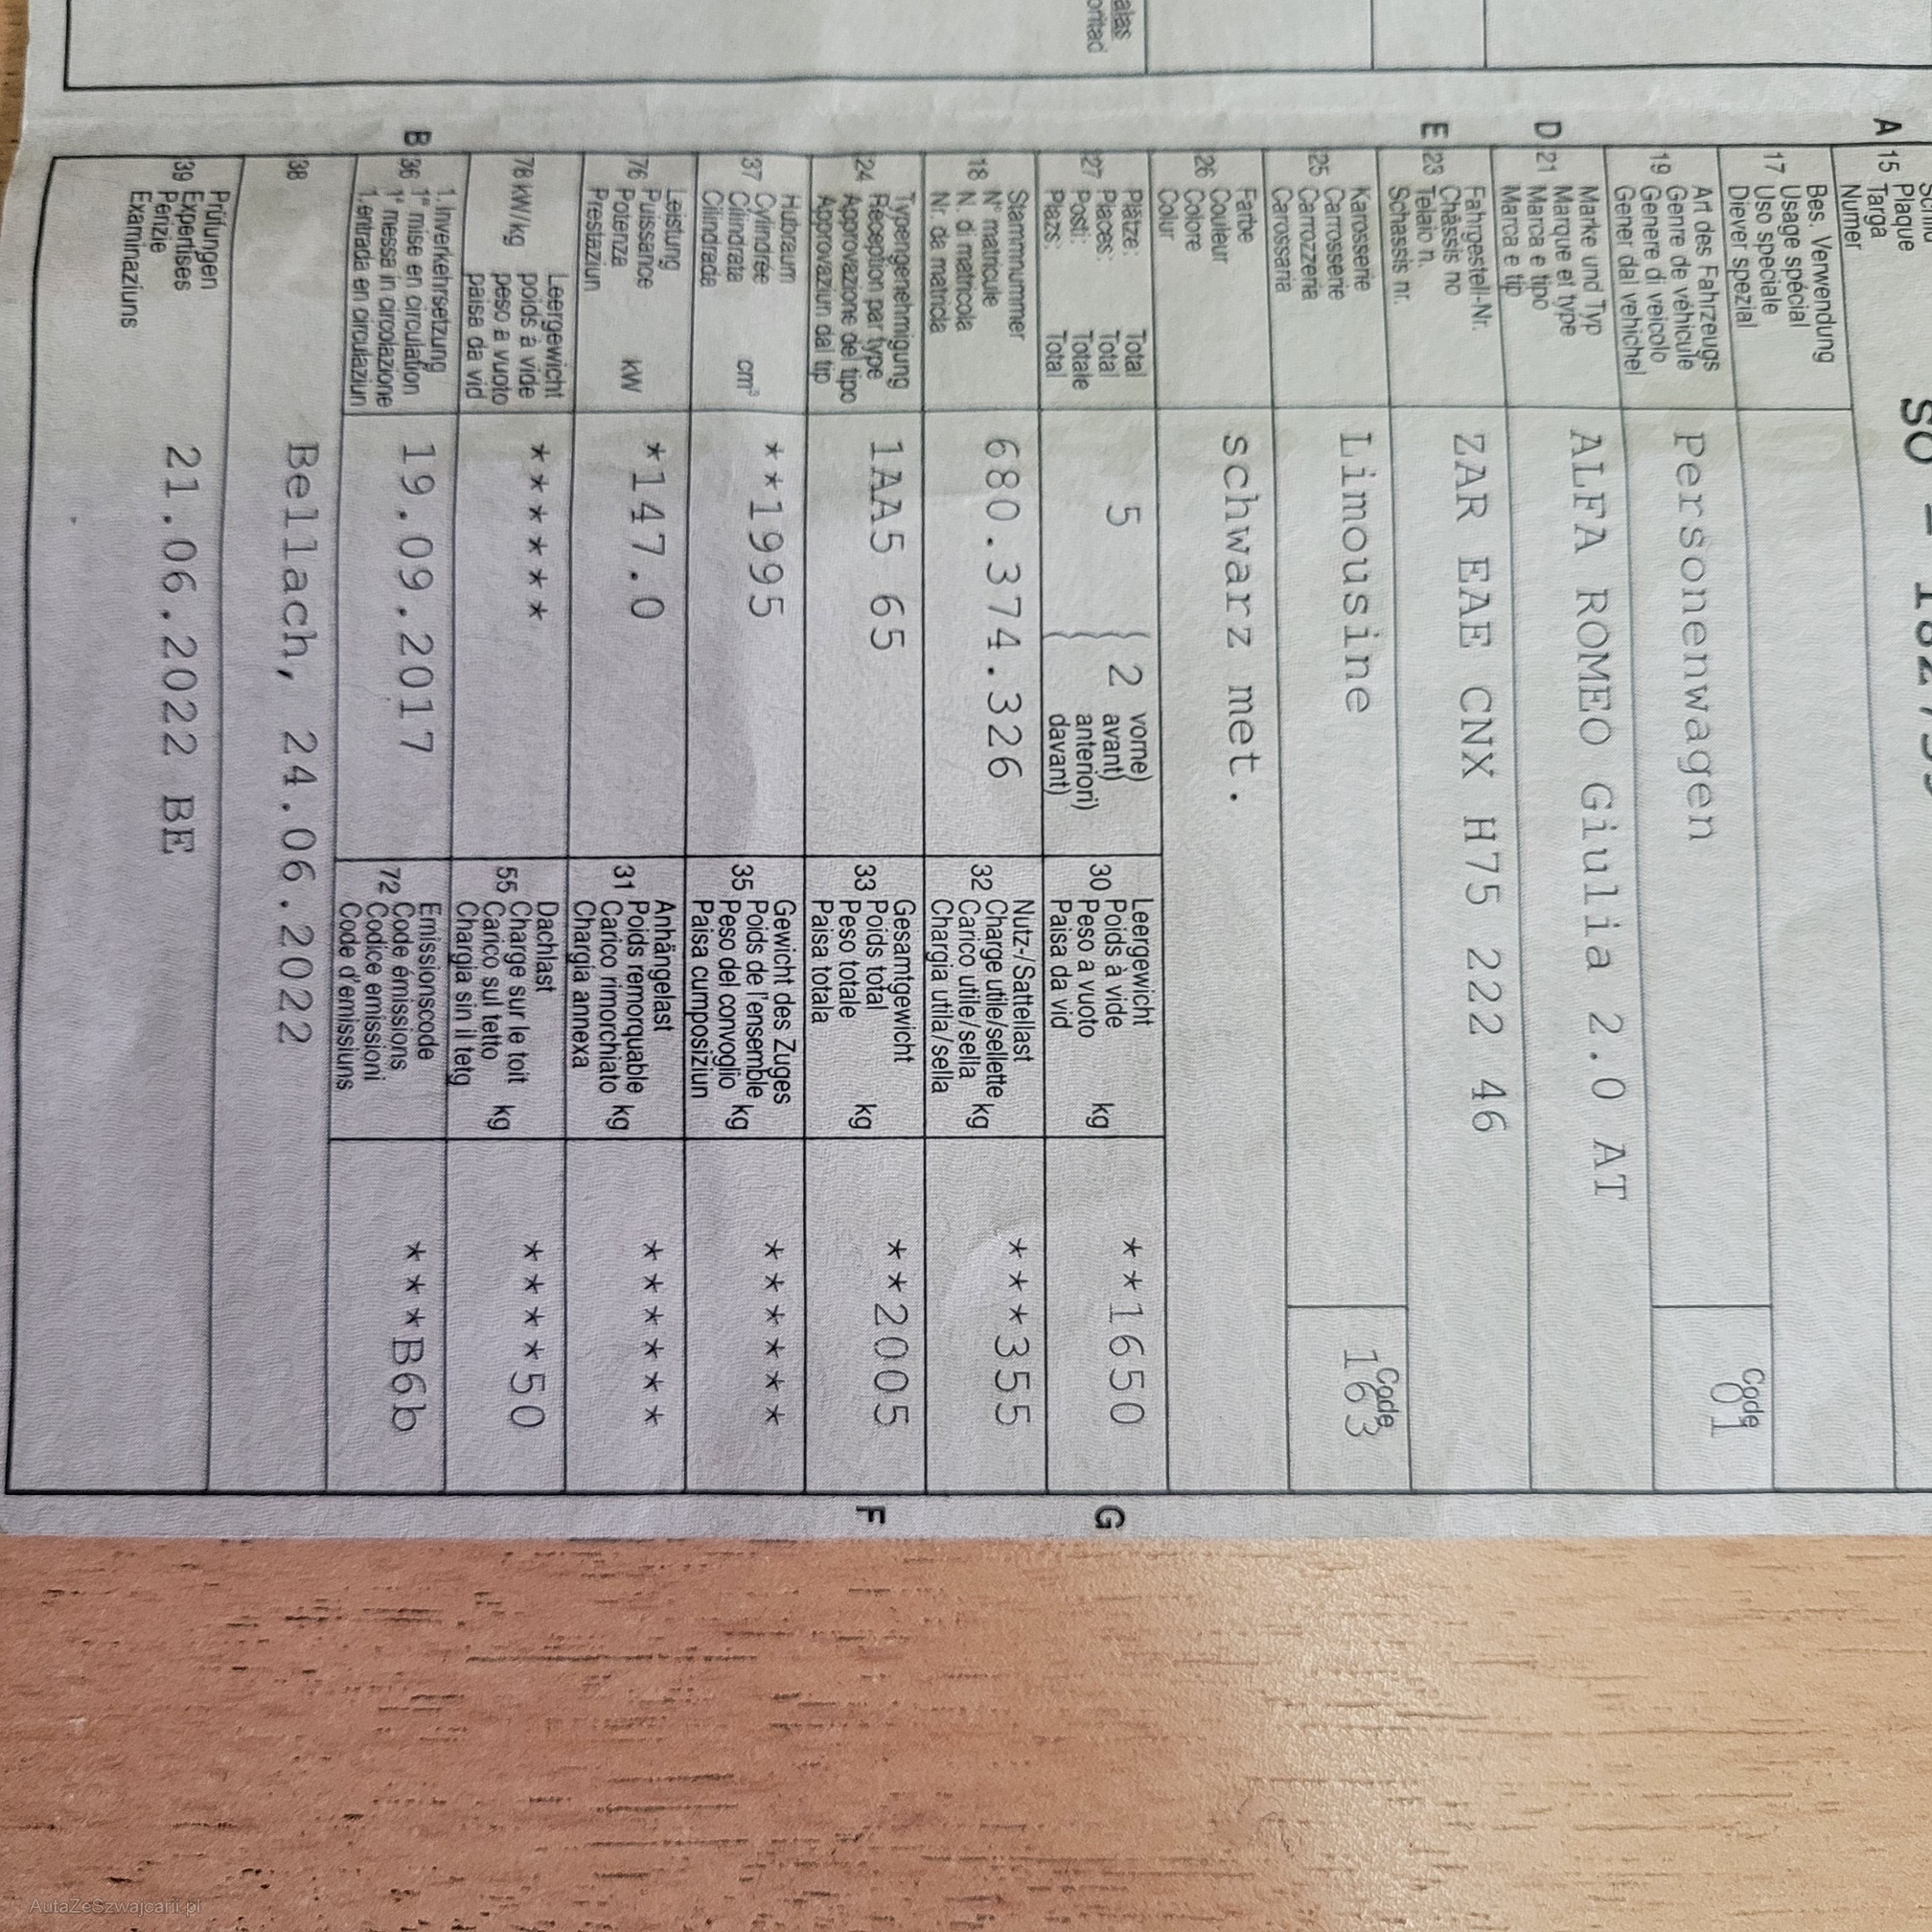 A 15 Plaque
Targa
Numer
SO -
Bes. Verwendung
17 Usage spécial
Uso speciale
Diever spezial
Art des Fahrzeugs
19 Genre de véhicule
Genere di veicolo
Gener dal vehichel
Personenwagen
Code
01
Marke und Typ
D 21 Marque et type
Marca e tipo
Marca e tip
ALFA ROMEO Giulia 2.0 AT
Fahrgestell-Nr.
E 23 Châssis no
Telaio n.
Schassis nr.
ZAR EAE CNX H75 222 46
Karosserie
25 Carrosserie
Carrozzeria
Carossaria
Limousine
Code
163
Farbe
26 Couleur
Colore
Colur
schwarz met.
Plätze: Total
27 Places: Total
Posti: Totale
Plazs: Total
5 ( 2 vorne)
avant)
anteriori)
davant)
Leergewicht
30 Poids à vide
Peso a vuoto kg
Paisa da vid
**1650
G
Stammnummer
18 N° matricule
N. di matricola
Nr. da matricla
680.374.326
Nutz-/Sattellast
32 Charge utile/sellette
Carico utile/sella kg
Chargia utila/sella
***355
Typengenehmigung
24 Réception par type
Approvazione del tipo
Approvaziun dal tip
1AA5 65
Gesamtgewicht
33 Poids total
Peso totale kg
Paisa totala
**2005
F
Hubraum
37 Cylindrée
Cilindrata cm³
Cilindrada
**1995
Gewicht des Zuges
35 Poids de l'ensemble
Peso del convoglio kg
Paisa cumposiziun
******
Leistung
76 Puissance
Potenza kW
Prestaziun
*147.0
Anhängelast
31 Poids remorquable
Carico rimorchiato kg
Chargia annexa
******
Leergewicht
78 kW/kg poids à vide
peso a vuoto
paisa da vid
******
Dachlast
55 Charge sur le toit
Carico sul tetto kg
Chargia sin il tetg
****50
1. Inverkehrsetzung
B 36 1re mise en circulation
1a messa in circolazione
1. entrada en circulaziun
19.09.2017
Emissionscode
72 Code émissions
Codice emissioni
Code d'emissiuns
***B6b
38
Bellach, 24.06.2022
Prüfungen
39 Expertises
Perizie
Examinaziuns
21.06.2022 BE
AutaZeSzwajcarii.pl